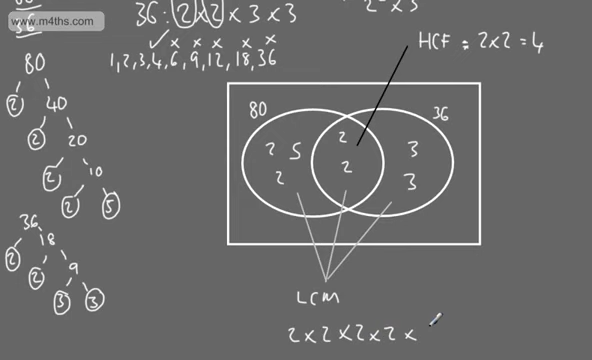 36: 2×2×3×3
www.m4ths.com
36
1,2,3,4,6,9,12,18,36
80
2 40
2 20
2 10
2 5
36
2 18
2 9
3 3
HCF = 2×2=4
80 36
2 5 2 3
2 2 3
LCM
2×2×2×2×